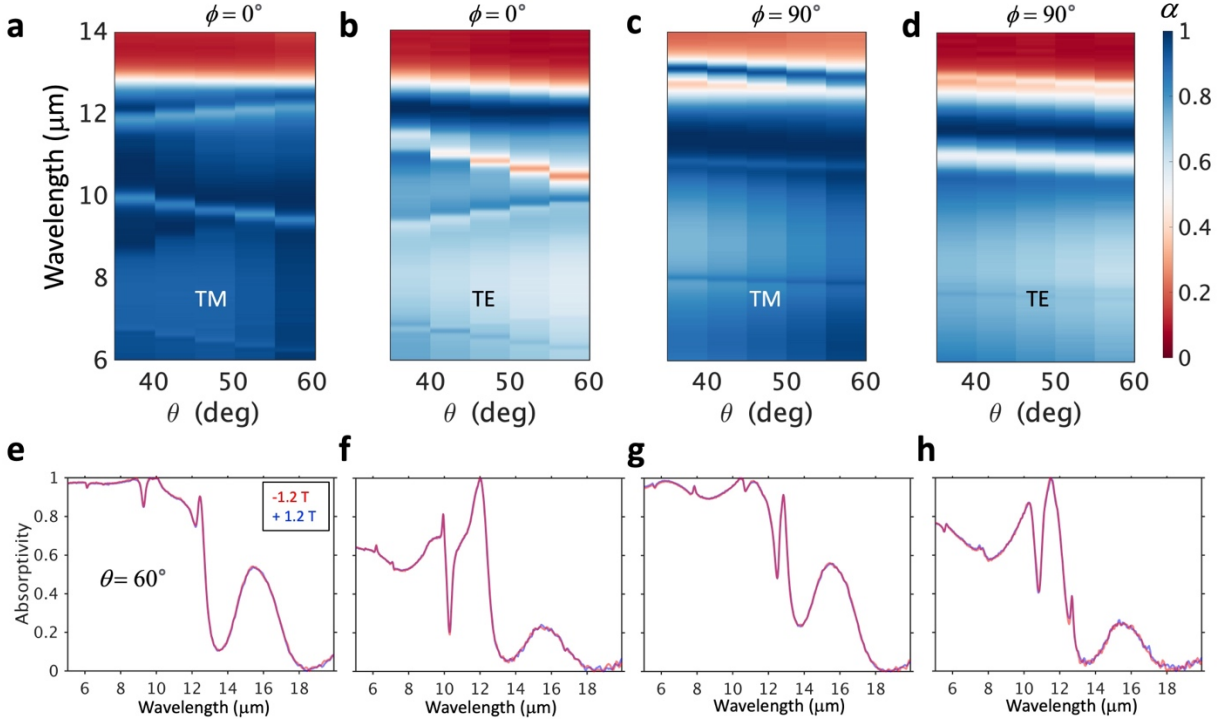 a ϕ = 0° b ϕ = 0° c ϕ = 90° d ϕ = 90° α
Wavelength (μm)
14
12
10
8
6
TM TE TM TE
1
0.8
0.6
0.4
0.2
0
40 50 60 40 50 60 40 50 60 40 50 60
θ (deg) θ (deg) θ (deg) θ (deg)
e f g h
Absorptivity
1
0.8
0.6
0.4
0.2
0
-1.2 T
+ 1.2 T
θ = 60°
6 8 10 12 14 16 18 6 8 10 12 14 16 18 6 8 10 12 14 16 18 6 8 10 12 14 16 18
Wavelength (μm) Wavelength (μm) Wavelength (μm) Wavelength (μm)